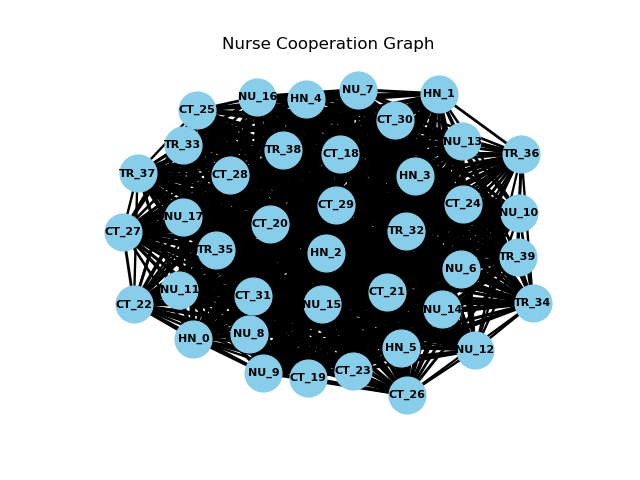 Nurse Cooperation Graph
NU_7
HN_1
NU_16
HN_4
CT_25
CT_30
NU_13
TR_33
TR_38
CT_18
TR_36
TR_37
CT_28
HN_3
CT_29
CT_24
NU_10
NU_17
CT_20
CT_27
TR_32
TR_35
HN_2
TR_39
NU_6
NU_11
CT_31
CT_21
CT_22
NU_15
TR_34
NU_14
NU_8
HN_0
HN_5
NU_12
NU_9
CT_19
CT_23
CT_26